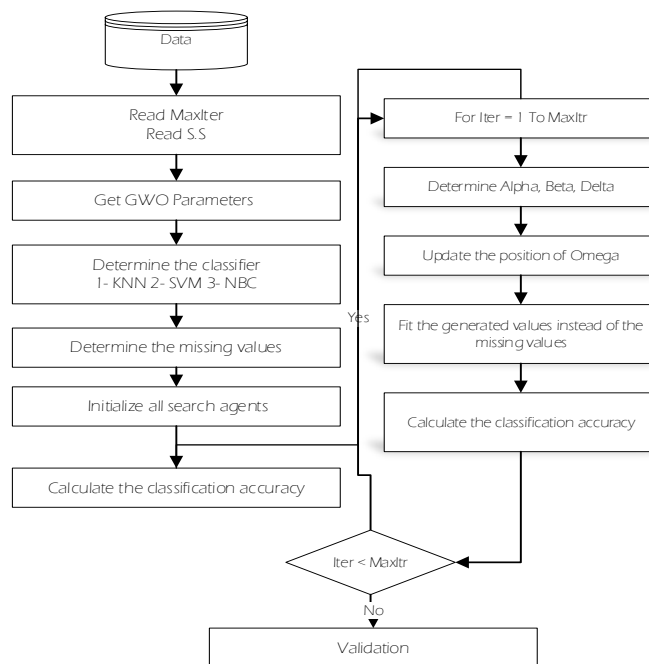 Data
Read MaxIter
Read S.S
Get GWO Parameters
Determine the classifier
1- KNN 2- SVM 3- NBC
Determine the missing values
Initialize all search agents
Calculate the classification accuracy
For Iter = 1 To MaxItr
Determine Alpha, Beta, Delta
Update the position of Omega
Fit the generated values instead of the
missing values
Calculate the classification accuracy
Yes
Iter < MaxItr
No
Validation